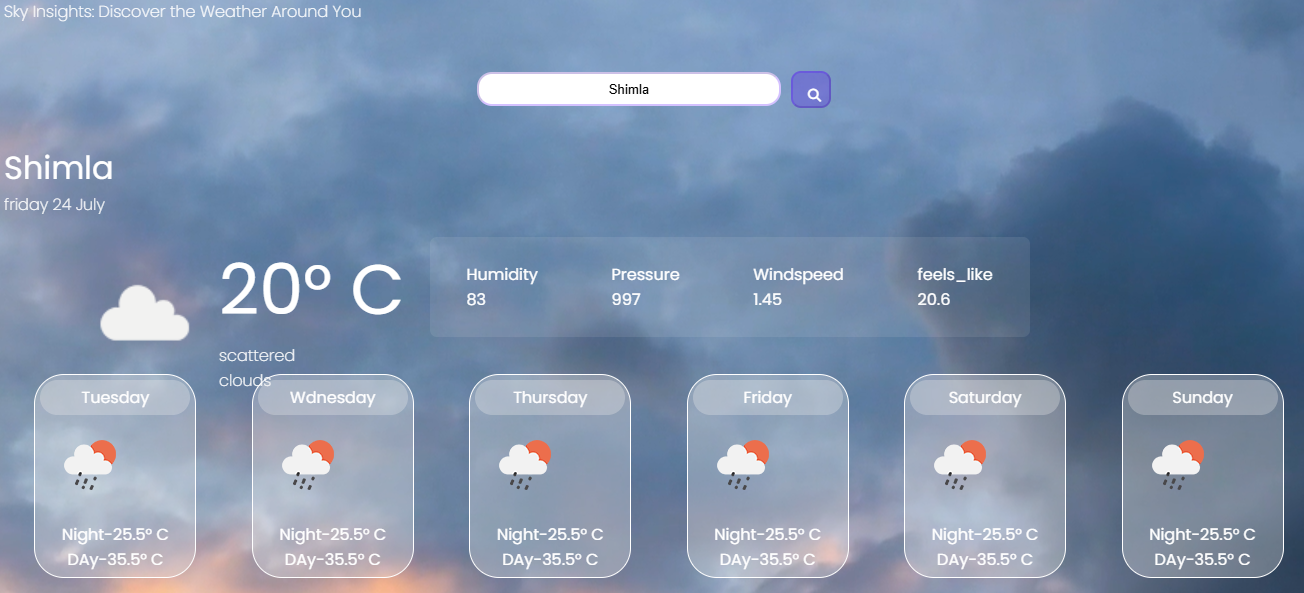 Sky Insights: Discover the Weather Around You
Shimla
Shimla
friday 24 July
20° C
scattered
clouds
Humidity Pressure Windspeed feels_like
83 997 1.45 20.6
Tuesday Wdnesday Thursday Friday Saturday Sunday
Night-25.5° C Night-25.5° C Night-25.5° C Night-25.5° C Night-25.5° C Night-25.5° C
DAy-35.5° C DAy-35.5° C DAy-35.5° C DAy-35.5° C DAy-35.5° C DAy-35.5° C